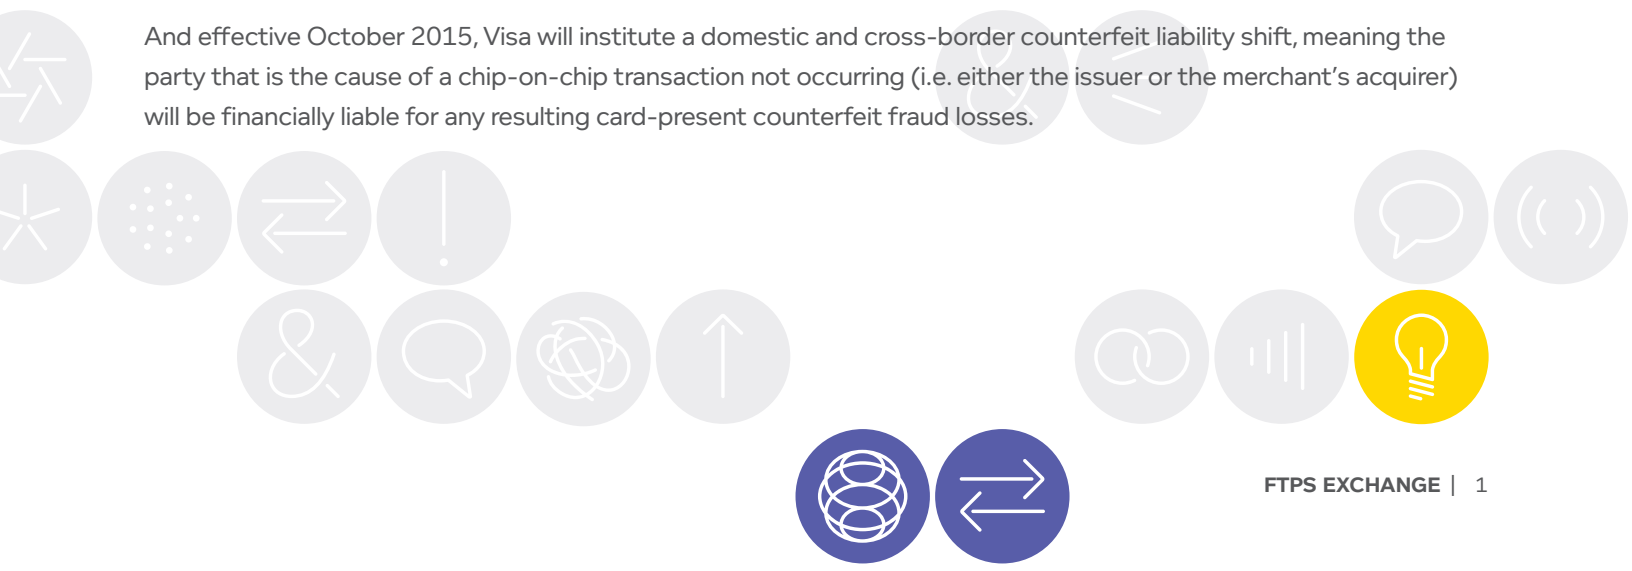 And effective October 2015, Visa will institute a domestic and cross-border counterfeit liability shift, meaning the
party that is the cause of a chip-on-chip transaction not occurring (i.e. either the issuer or the merchant's acquirer)
will be financially liable for any resulting card-present counterfeit fraud losses.
FTPS EXCHANGE | 1